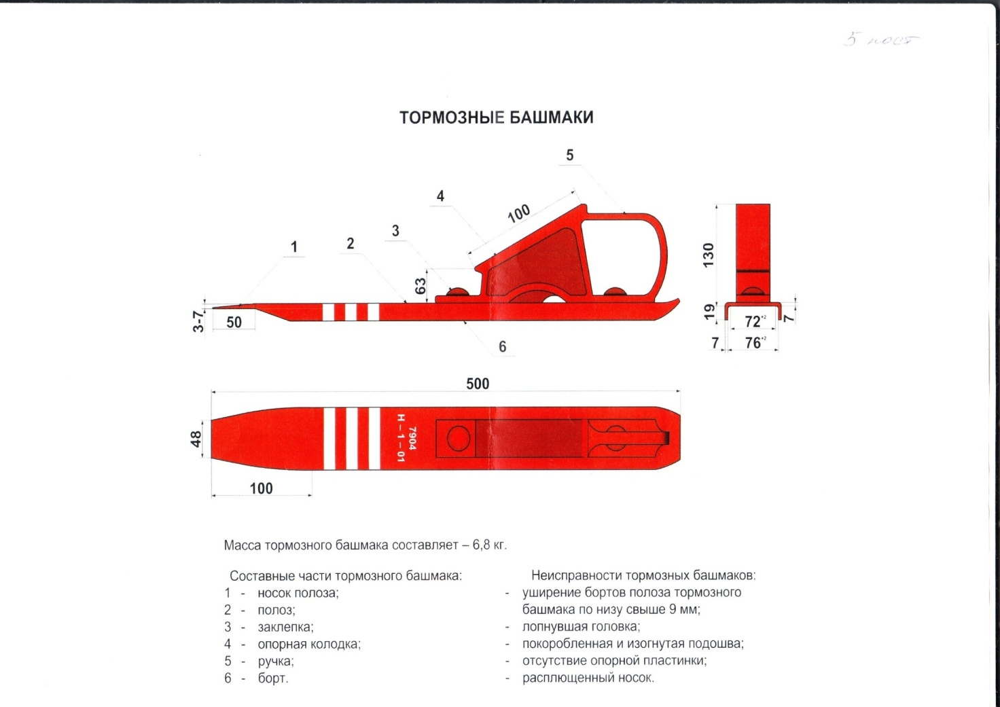 5 пост
ТОРМОЗНЫЕ БАШМАКИ
5
4
100
3
2
1
63
130
3-7
50
19
72⁺²
7
7
76⁺²
6
500
48
7904
Н – 1 – 01
100
Масса тормозного башмака составляет – 6,8 кг.
Составные части тормозного башмака:
1 - носок полоза;
2 - полоз;
3 - заклепка;
4 - опорная колодка;
5 - ручка;
6 - борт.
Неисправности тормозных башмаков:
- уширение бортов полоза тормозного
башмака по низу свыше 9 мм;
- лопнувшая головка;
- покоробленная и изогнутая подошва;
- отсутствие опорной пластинки;
- расплющенный носок.